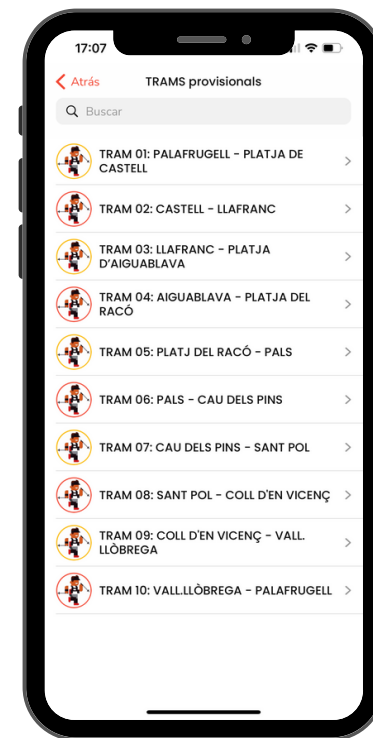 17:07
Atrás
TRAMS provisionals
Buscar
TRAM 01: PALAFRUGELL - PLATJA DE
CASTELL
TRAM 02: CASTELL - LLAFRANC
TRAM 03: LLAFRANC - PLATJA
D'AIGUABLAVA
TRAM 04: AIGUABLAVA - PLATJA DEL
RACÓ
TRAM 05: PLATJ DEL RACÓ - PALS
TRAM 06: PALS - CAU DELS PINS
TRAM 07: CAU DELS PINS - SANT POL
TRAM 08: SANT POL - COLL D'EN VICENÇ
TRAM 09: COLL D'EN VICENÇ - VALL.
LLÒBREGA
TRAM 10: VALL.LLÒBREGA - PALAFRUGELL